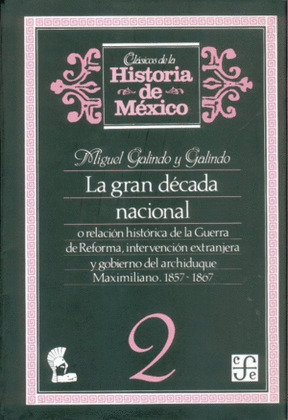 Clásicos de la
Historia
de
México
Miguel Galindo y Galindo
La gran década
nacional
o relación histórica de la Guerra
de Reforma, intervención extranjera
y gobierno del archiduque
Maximiliano. 1857-1867
2
cfe